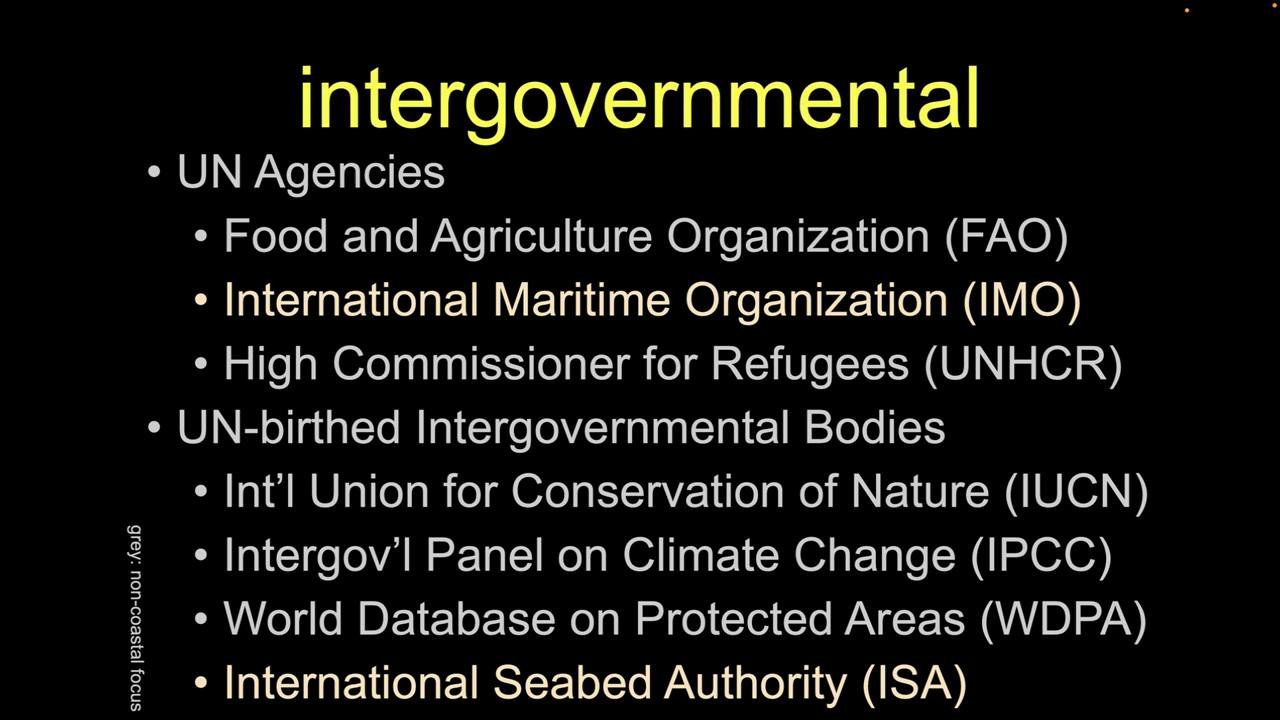 intergovernmental
• UN Agencies
• Food and Agriculture Organization (FAO)
• International Maritime Organization (IMO)
• High Commissioner for Refugees (UNHCR)
• UN-birthed Intergovernmental Bodies
• Int’l Union for Conservation of Nature (IUCN)
• Intergov’l Panel on Climate Change (IPCC)
• World Database on Protected Areas (WDPA)
• International Seabed Authority (ISA)
grey: non-coastal focus